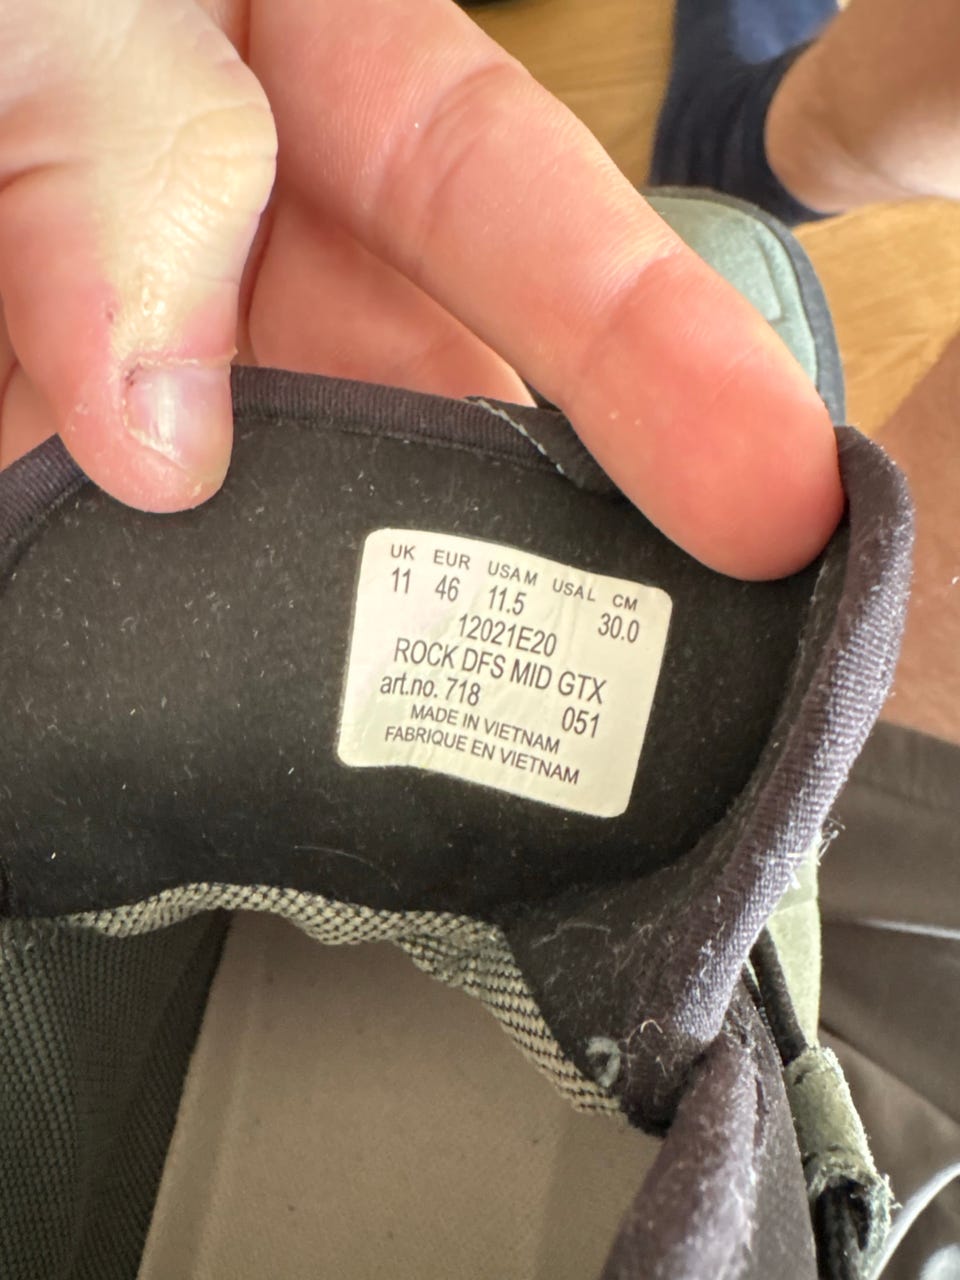 UK EUR USAM USAL CM
11 46 11.5 30.0
12021E20
ROCK DFS MID GTX
art.no. 718 051
MADE IN VIETNAM
FABRIQUE EN VIETNAM